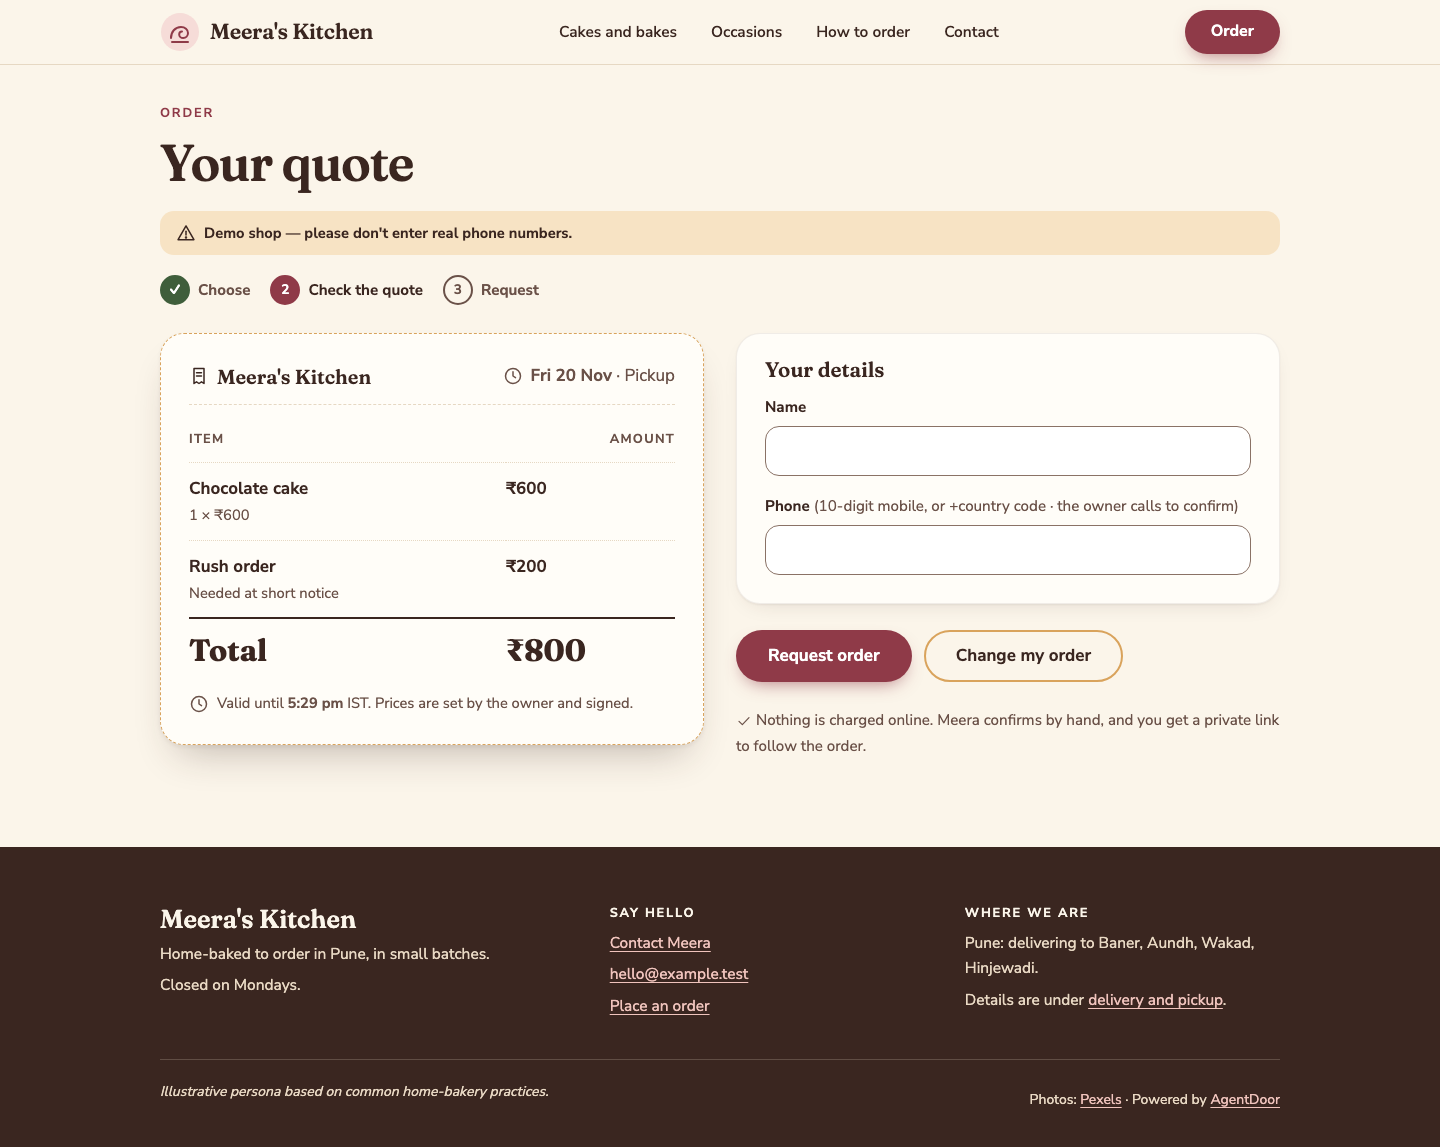 Meera's Kitchen
Cakes and bakes
Occasions
How to order
Contact
Order
ORDER
Your quote
Demo shop — please don't enter real phone numbers.
Choose
2 Check the quote
3 Request
Meera's Kitchen
Fri 20 Nov · Pickup
ITEM AMOUNT
Chocolate cake ₹600
1 × ₹600
Rush order ₹200
Needed at short notice
Total ₹800
Valid until 5:29 pm IST. Prices are set by the owner and signed.
Your details
Name
Phone (10-digit mobile, or +country code · the owner calls to confirm)
Request order
Change my order
Nothing is charged online. Meera confirms by hand, and you get a private link
to follow the order.
Meera's Kitchen
Home-baked to order in Pune, in small batches.
Closed on Mondays.
SAY HELLO
Contact Meera
hello@example.test
Place an order
WHERE WE ARE
Pune: delivering to Baner, Aundh, Wakad,
Hinjewadi.
Details are under delivery and pickup.
Illustrative persona based on common home-bakery practices.
Photos: Pexels · Powered by AgentDoor